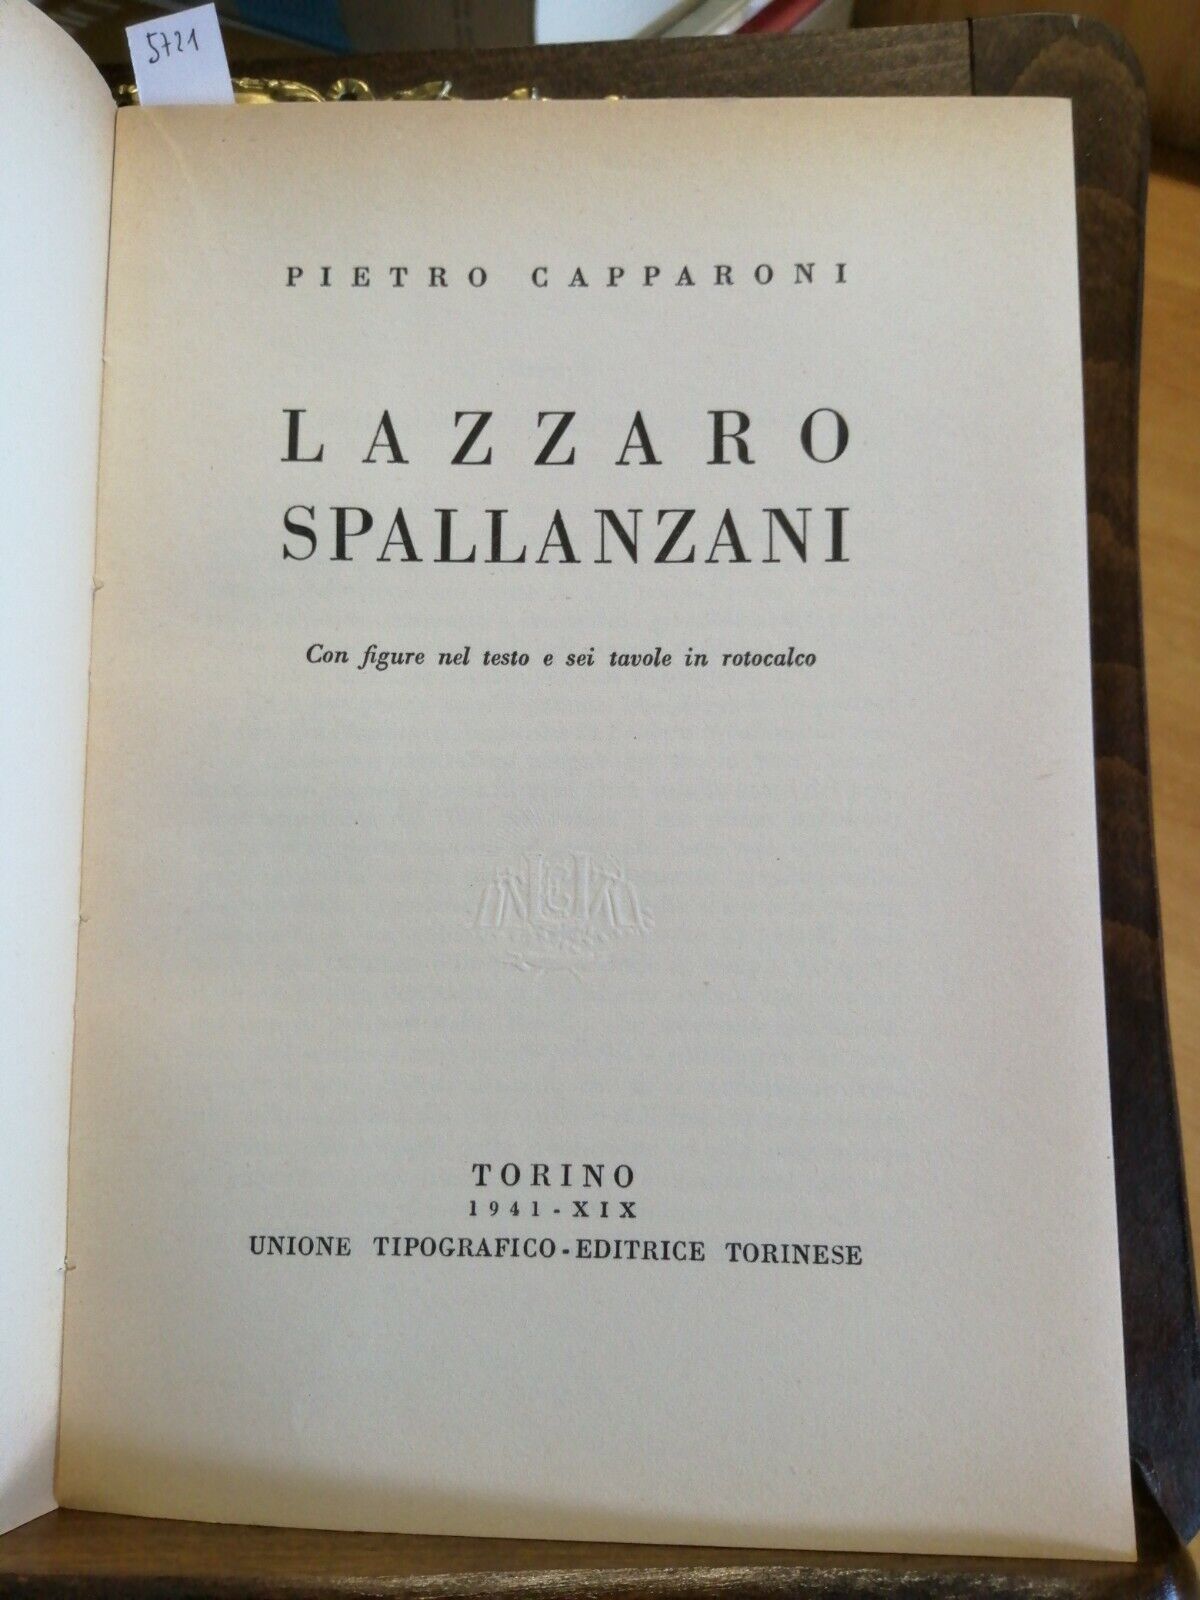 5721
PIETRO CAPPARONI
LAZZARO
SPALLANZANI
Con figure nel testo e sei tavole in rotocalco
TORINO
1941-XIX
UNIONE TIPOGRAFICO-EDITRICE TORINESE